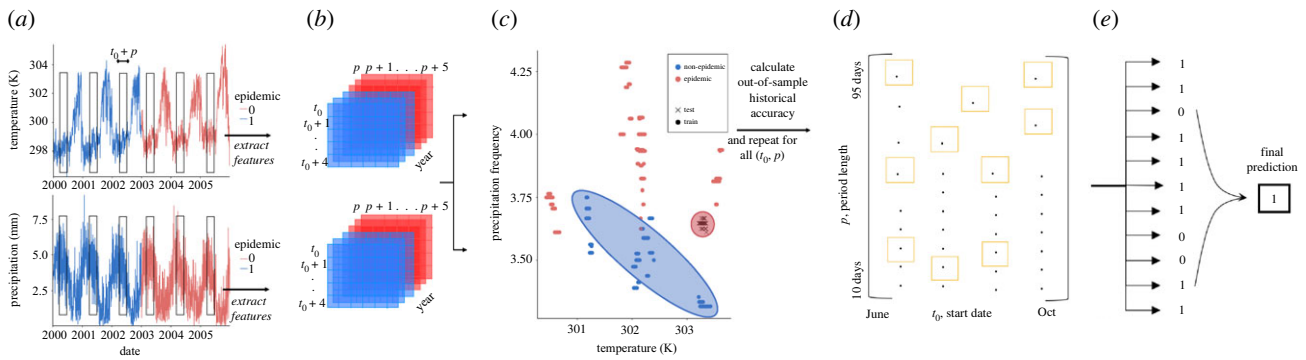 (a)
t0 + p
temperature (K)
304
302
300
298
296
2000 2001 2002 2003 2004 2005
epidemic
0
1
extract
features
precipitation (mm)
7.5
5.0
2.5
2000 2001 2002 2003 2004 2005
date
epidemic
0
1
extract
features
(b)
p p + 1 . . . p + 5
t0
t0 + 1
.
.
t0 + 4
year
p p + 1 . . . p + 5
t0
t0 + 1
.
.
t0 + 4
year
(c)
precipitation frequency
4.25
4.00
3.75
3.50
301 302 303
temperature (K)
non-epidemic
epidemic
test
train
calculate
out-of-sample
historical
accuracy
and repeat for
all (t0, p)
(d)
95 days
p, period length
10 days
June t0, start date Oct
(e)
1
1
0
1
1
1
1
0
0
1
1
final
prediction
1